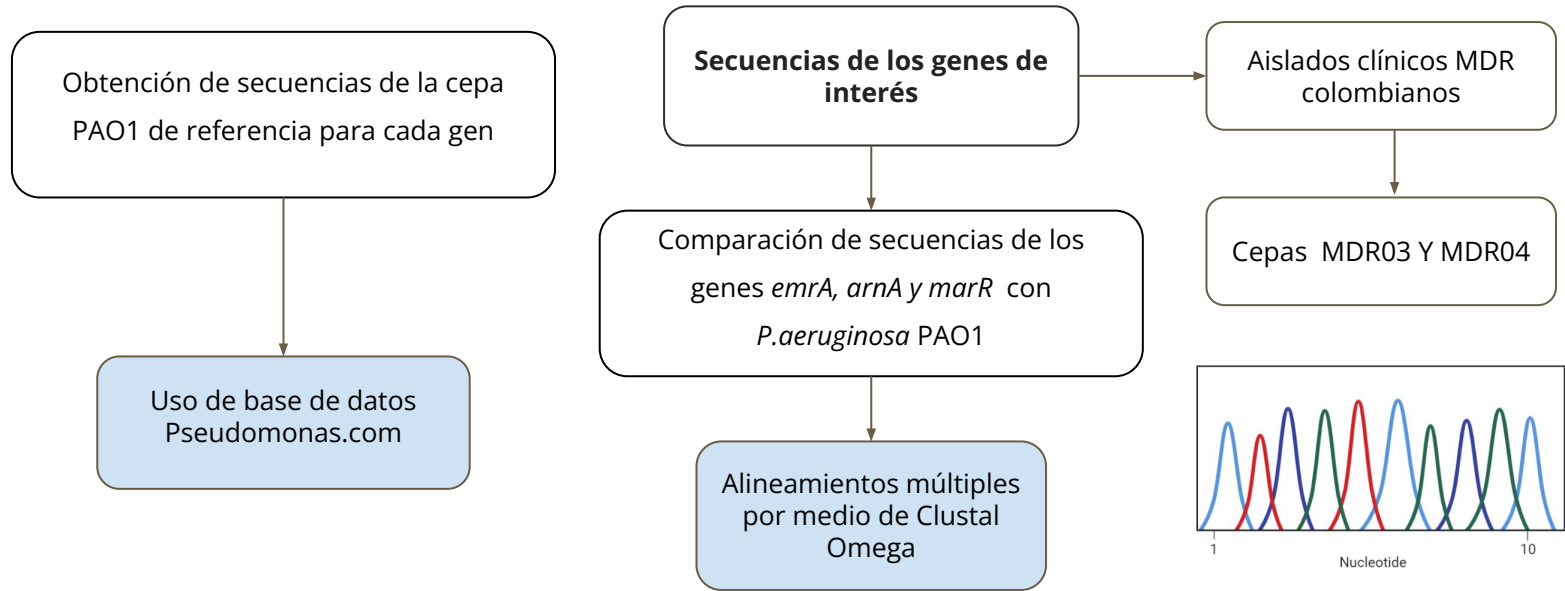 Obtención de secuencias de la cepa
PAO1 de referencia para cada gen
Uso de base de datos
Pseudomonas.com
Secuencias de los genes de
interés
Comparación de secuencias de los
genes emrA, arnA y marR con
P.aeruginosa PAO1
Alineamientos múltiples
por medio de Clustal
Omega
Aislados clínicos MDR
colombianos
Cepas MDR03 Y MDR04
1
10
Nucleotide